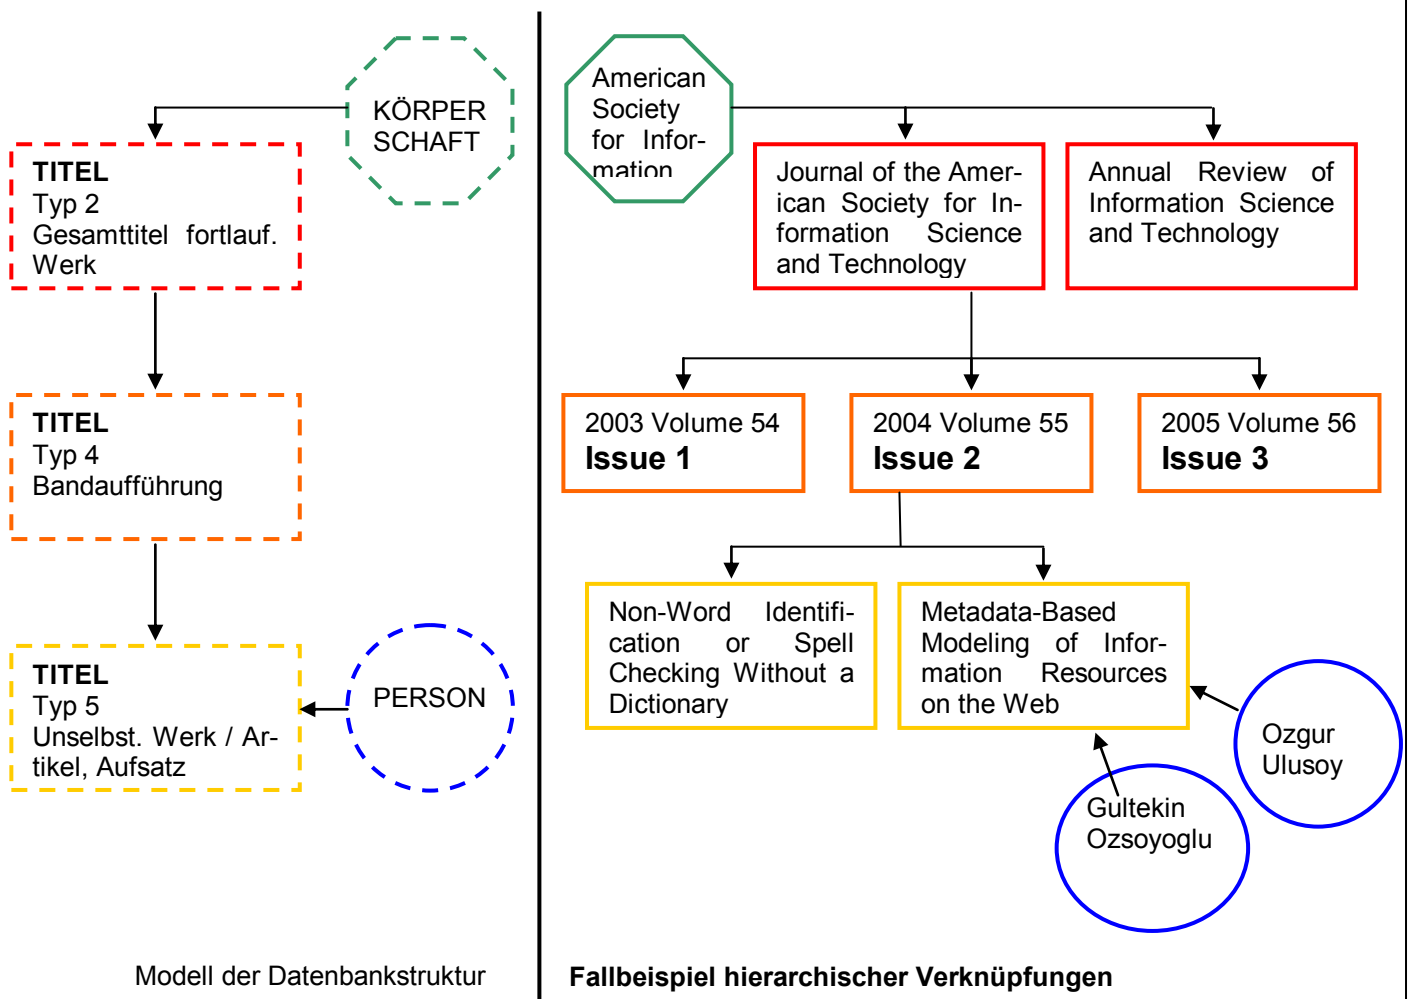 KÖRPER
SCHAFT
TITEL
Typ 2
Gesamttitel fortlauf.
Werk
TITEL
Typ 4
Bandaufführung
TITEL
Typ 5
Unselbst. Werk / Ar-
tikel, Aufsatz
PERSON
Modell der Datenbankstruktur
American
Society
for Infor-
mation
Journal of the Amer-
ican Society for In-
formation Science
and Technology
Annual Review of
Information Science
and Technology
2003 Volume 54
Issue 1
2004 Volume 55
Issue 2
2005 Volume 56
Issue 3
Non-Word Identifi-
cation or Spell
Checking Without a
Dictionary
Metadata-Based
Modeling of Infor-
mation Resources
on the Web
Ozgur
Ulusoy
Gultekin
Ozsoyoglu
Fallbeispiel hierarchischer Verknüpfungen